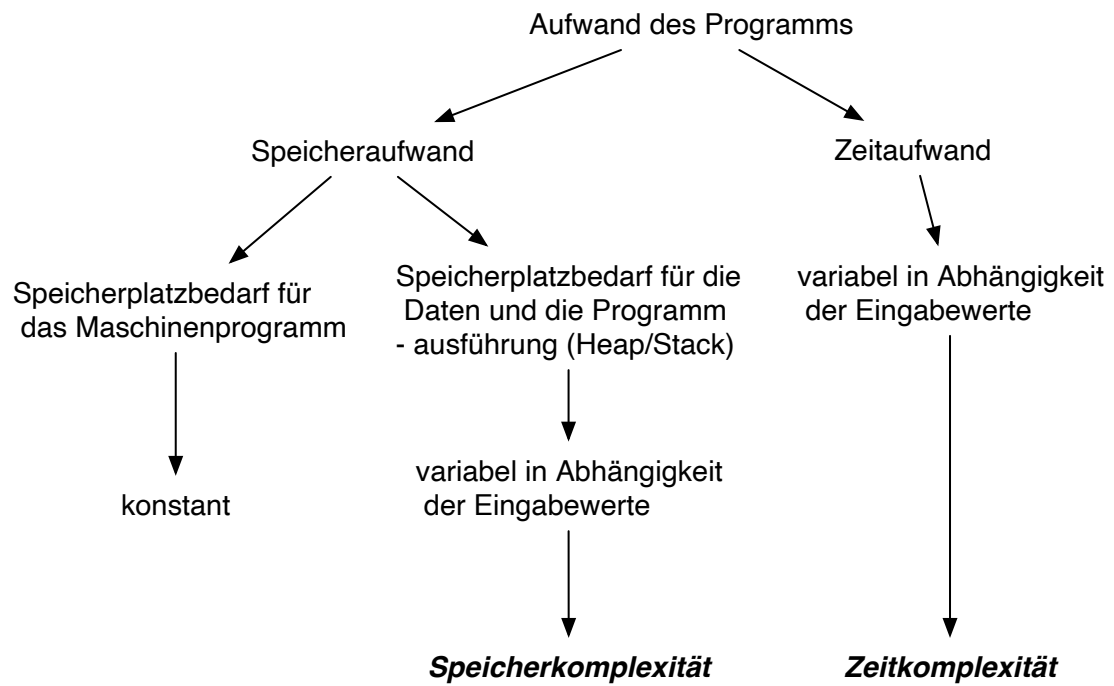 Aufwand des Programms
Speicheraufwand
Zeitaufwand
Speicherplatzbedarf für
das Maschinenprogramm
Speicherplatzbedarf für die
Daten und die Programm
- ausführung (Heap/Stack)
variabel in Abhängigkeit
der Eingabewerte
konstant
variabel in Abhängigkeit
der Eingabewerte
Speicherkomplexität
Zeitkomplexität